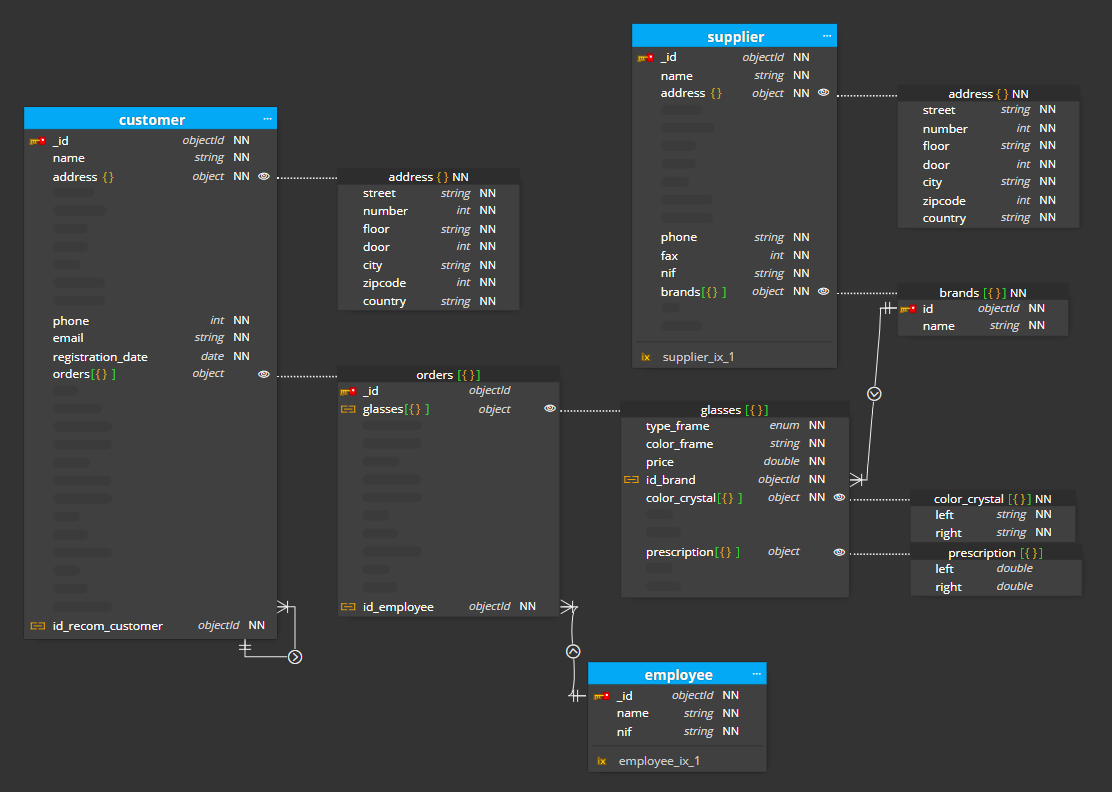 customer ...
_id objectId NN
name string NN
address {} object NN
phone int NN
email string NN
registration_date date NN
orders[{} ] object
id_recom_customer objectId NN
address {} NN
street string NN
number int NN
floor string NN
door int NN
city string NN
zipcode int NN
country string NN
orders [{}]
_id objectId
glasses[{} ] object
id_employee objectId NN
supplier ...
_id objectId NN
name string NN
address {} object NN
phone string NN
fax int NN
nif string NN
brands[{} ] object NN
ix supplier_ix_1
address {} NN
street string NN
number int NN
floor string NN
door int NN
city string NN
zipcode int NN
country string NN
brands [{}] NN
id objectId NN
name string NN
glasses [{}]
type_frame enum NN
color_frame string NN
price double NN
id_brand objectId NN
color_crystal[{} ] object NN
prescription[{} ] object
color_crystal [{}] NN
left string NN
right string NN
prescription [{}]
left double
right double
employee ...
_id objectId NN
name string NN
nif string NN
ix employee_ix_1